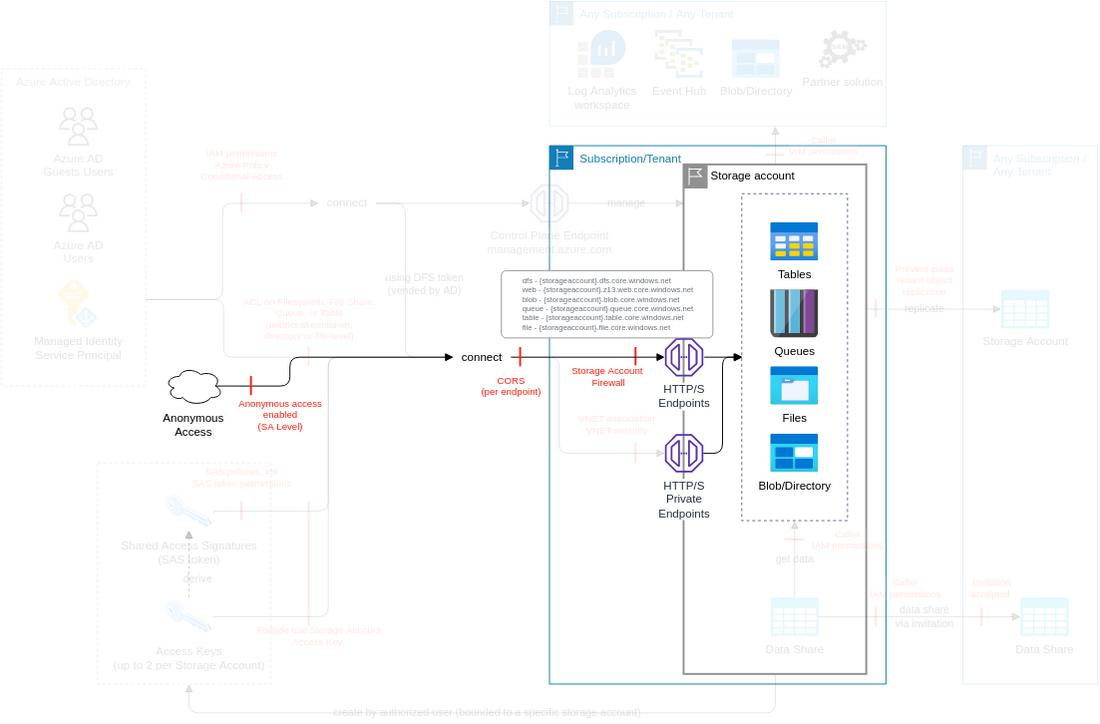 Any Subscription / Any Tenant
Log Analytics
workspace
Event Hub
Blob/Directory
Partner solution
Azure Active Directory
Azure AD
Guests Users
Azure AD
Users
Managed Identity
Service Principal
IAM permissions
Azure Policy
Conditional Access
connect
Caller
IAM permissions
Subscription/Tenant
Storage account
Control Plane Endpoint
management.azure.com
manage
using DFS token
(vended by AD)
ACL on Filesystem, File Share,
Queue, or Table
(restrict at container,
directory or file-level)
dfs - {storageaccount}.dfs.core.windows.net
web - {storageaccount}.z13.web.core.windows.net
blob - {storageaccount}.blob.core.windows.net
queue - {storageaccount}.queue.core.windows.net
table - {storageaccount}.table.core.windows.net
file - {storageaccount}.file.core.windows.net
Tables
Queues
Files
Blob/Directory
Any Subscription /
Any Tenant
Prevent cross
tenant object
replication
replicate
Storage Account
connect
CORS
(per endpoint)
Storage Account
Firewall
HTTP/S
Endpoints
Anonymous
Access
Anonymous access
enabled
(SA Level)
VNET association
VNET security
HTTP/S
Private
Endpoints
SAS
SAS token permissions
Shared Access Signatures
(SAS token)
derive
Access Keys
(up to 2 per Storage Account)
use Storage Account
Access Key
Caller
IAM permissions
get data
Data Share
Caller
IAM permissions
data share
via invitation
Invitation
accepted
Data Share
create by authorized user (bounded to a specific storage account)